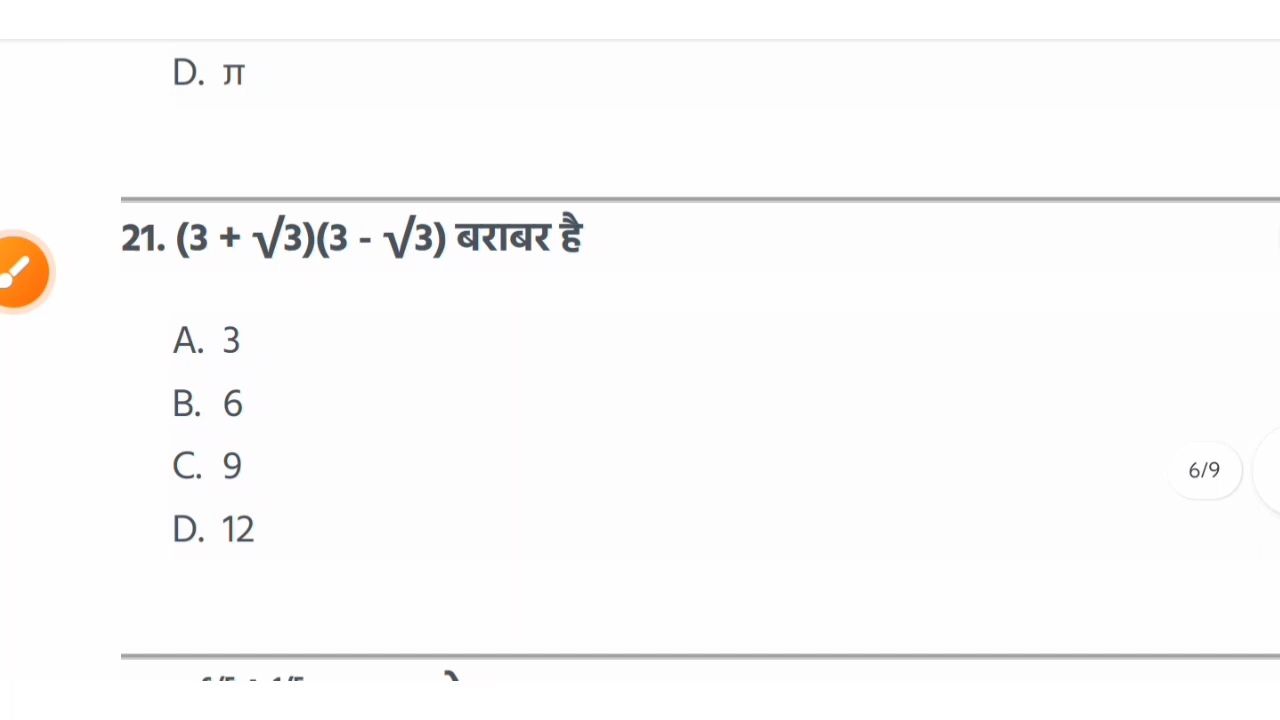 D. π
21. (3 + √3)(3 - √3) बराबर है
A. 3
B. 6
C. 9
D. 12
6/9